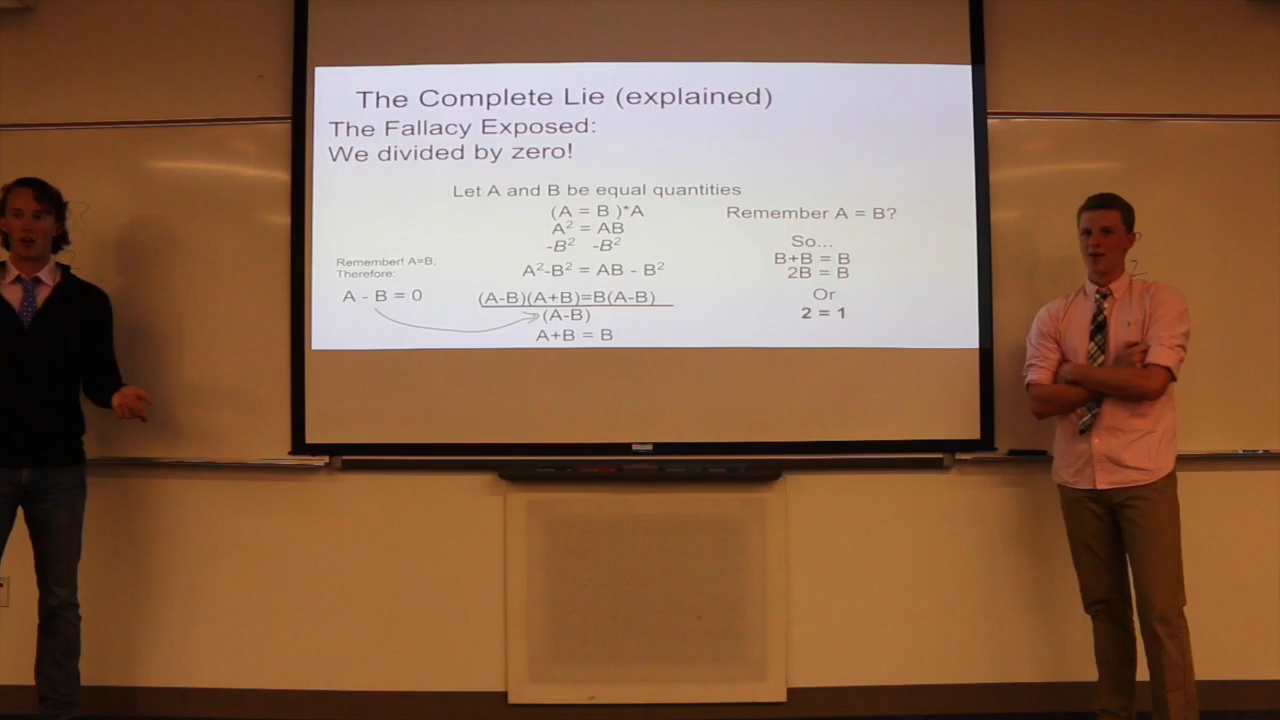 The Complete Lie (explained)
The Fallacy Exposed:
We divided by zero!
Let A and B be equal quantities
(A = B )*A
A² = AB
-B² -B²
A²-B² = AB - B²
(A-B)(A+B)=B(A-B)
(A-B)
A+B = B
Remember! A=B,
Therefore:
A - B = 0
Remember A = B?
So...
B+B = B
2B = B
Or
2 = 1